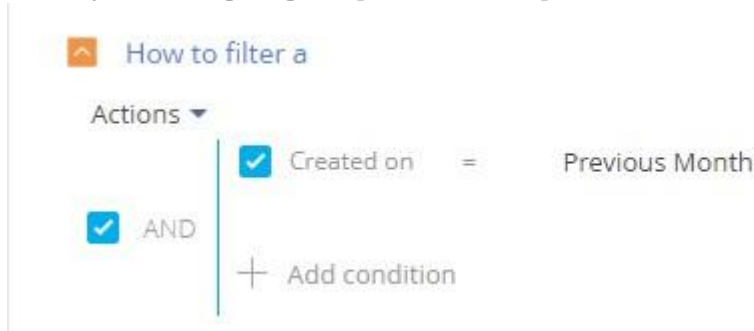 How to filter a
Actions
Created on = Previous Month
AND
Add condition